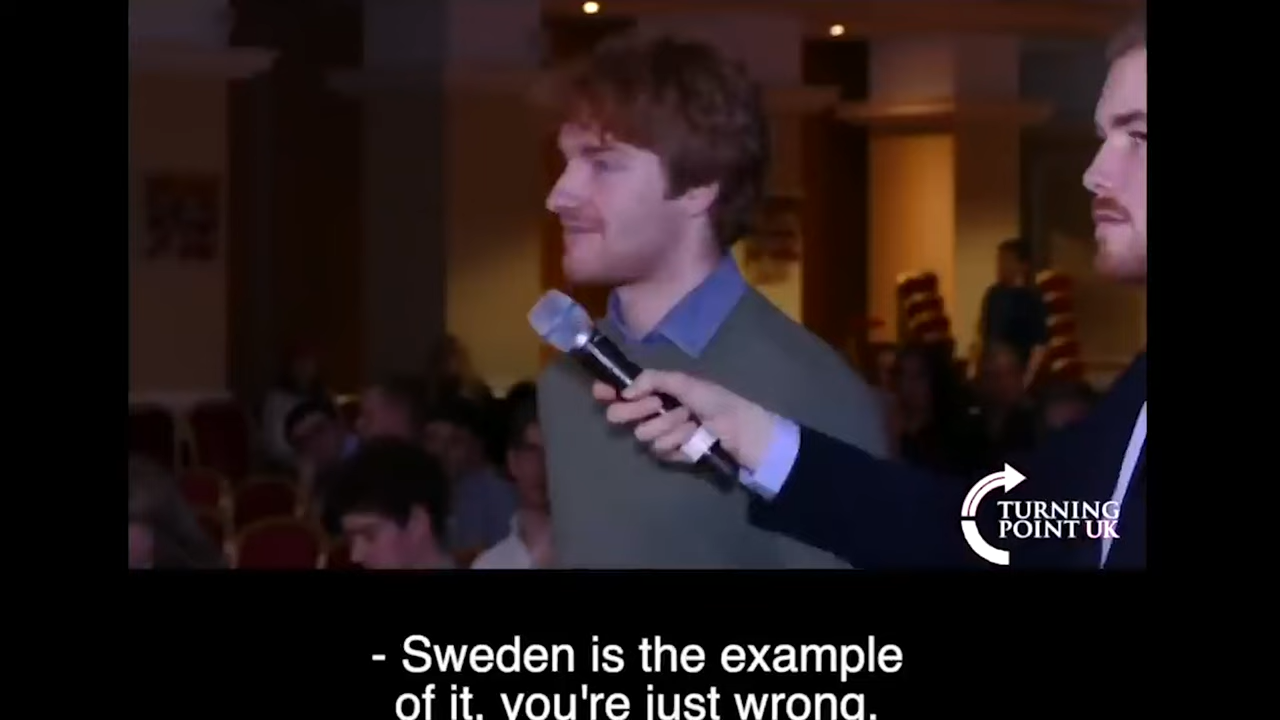 TURNING
POINT UK
- Sweden is the example
of it, you're just wrong.